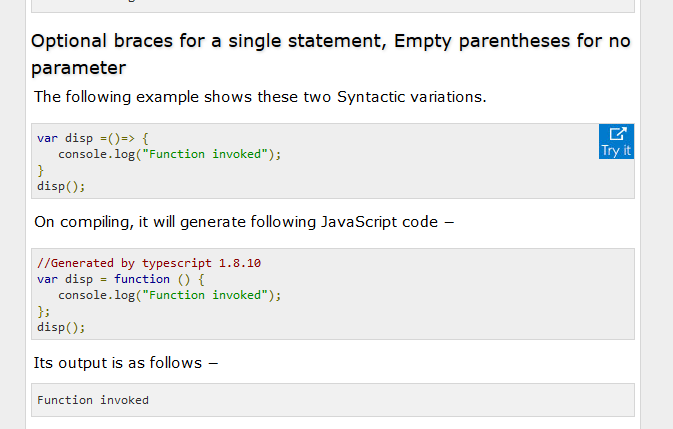 Optional braces for a single statement, Empty parentheses for no
parameter
The following example shows these two Syntactic variations.
var disp =()=> {
   console.log("Function invoked");
}
disp();
Try it
On compiling, it will generate following JavaScript code −
//Generated by typescript 1.8.10
var disp = function () {
   console.log("Function invoked");
};
disp();
Its output is as follows −
Function invoked